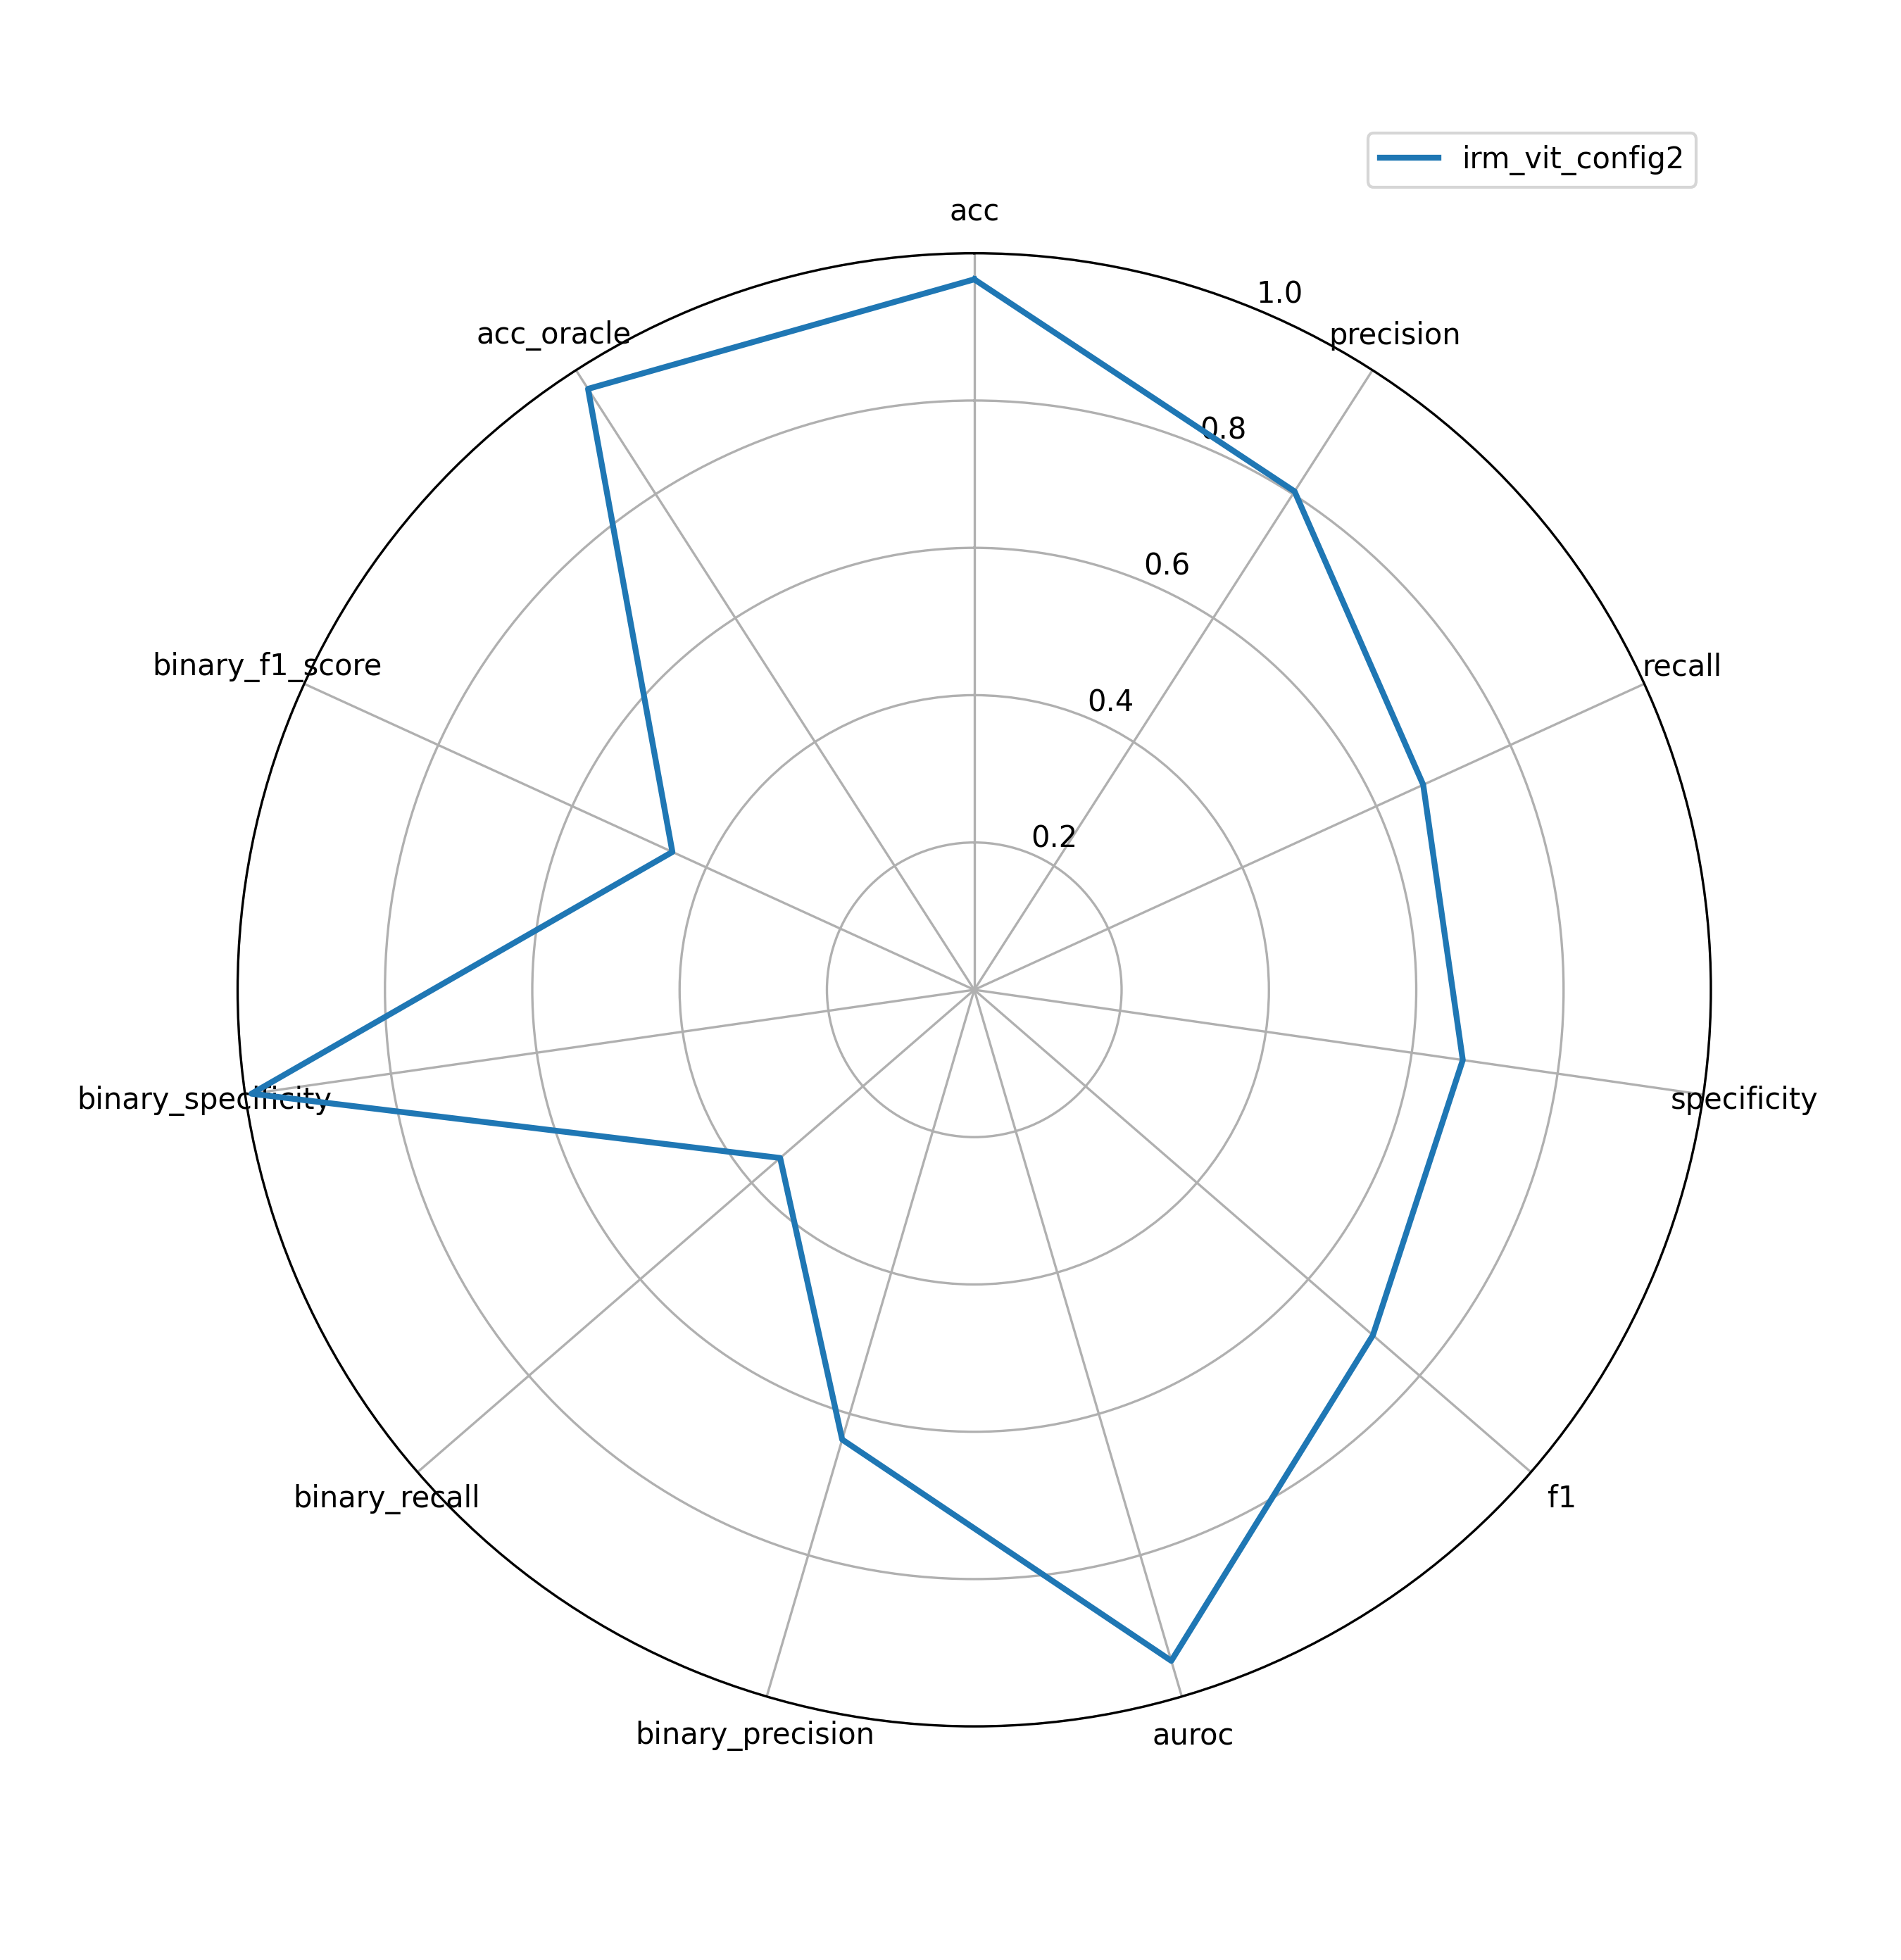 irm_vit_config2
acc
1.0
acc_oracle
precision
0.8
0.6
binary_f1_score
recall
0.4
0.2
binary_specificity
specificity
binary_recall
f1
binary_precision
auroc